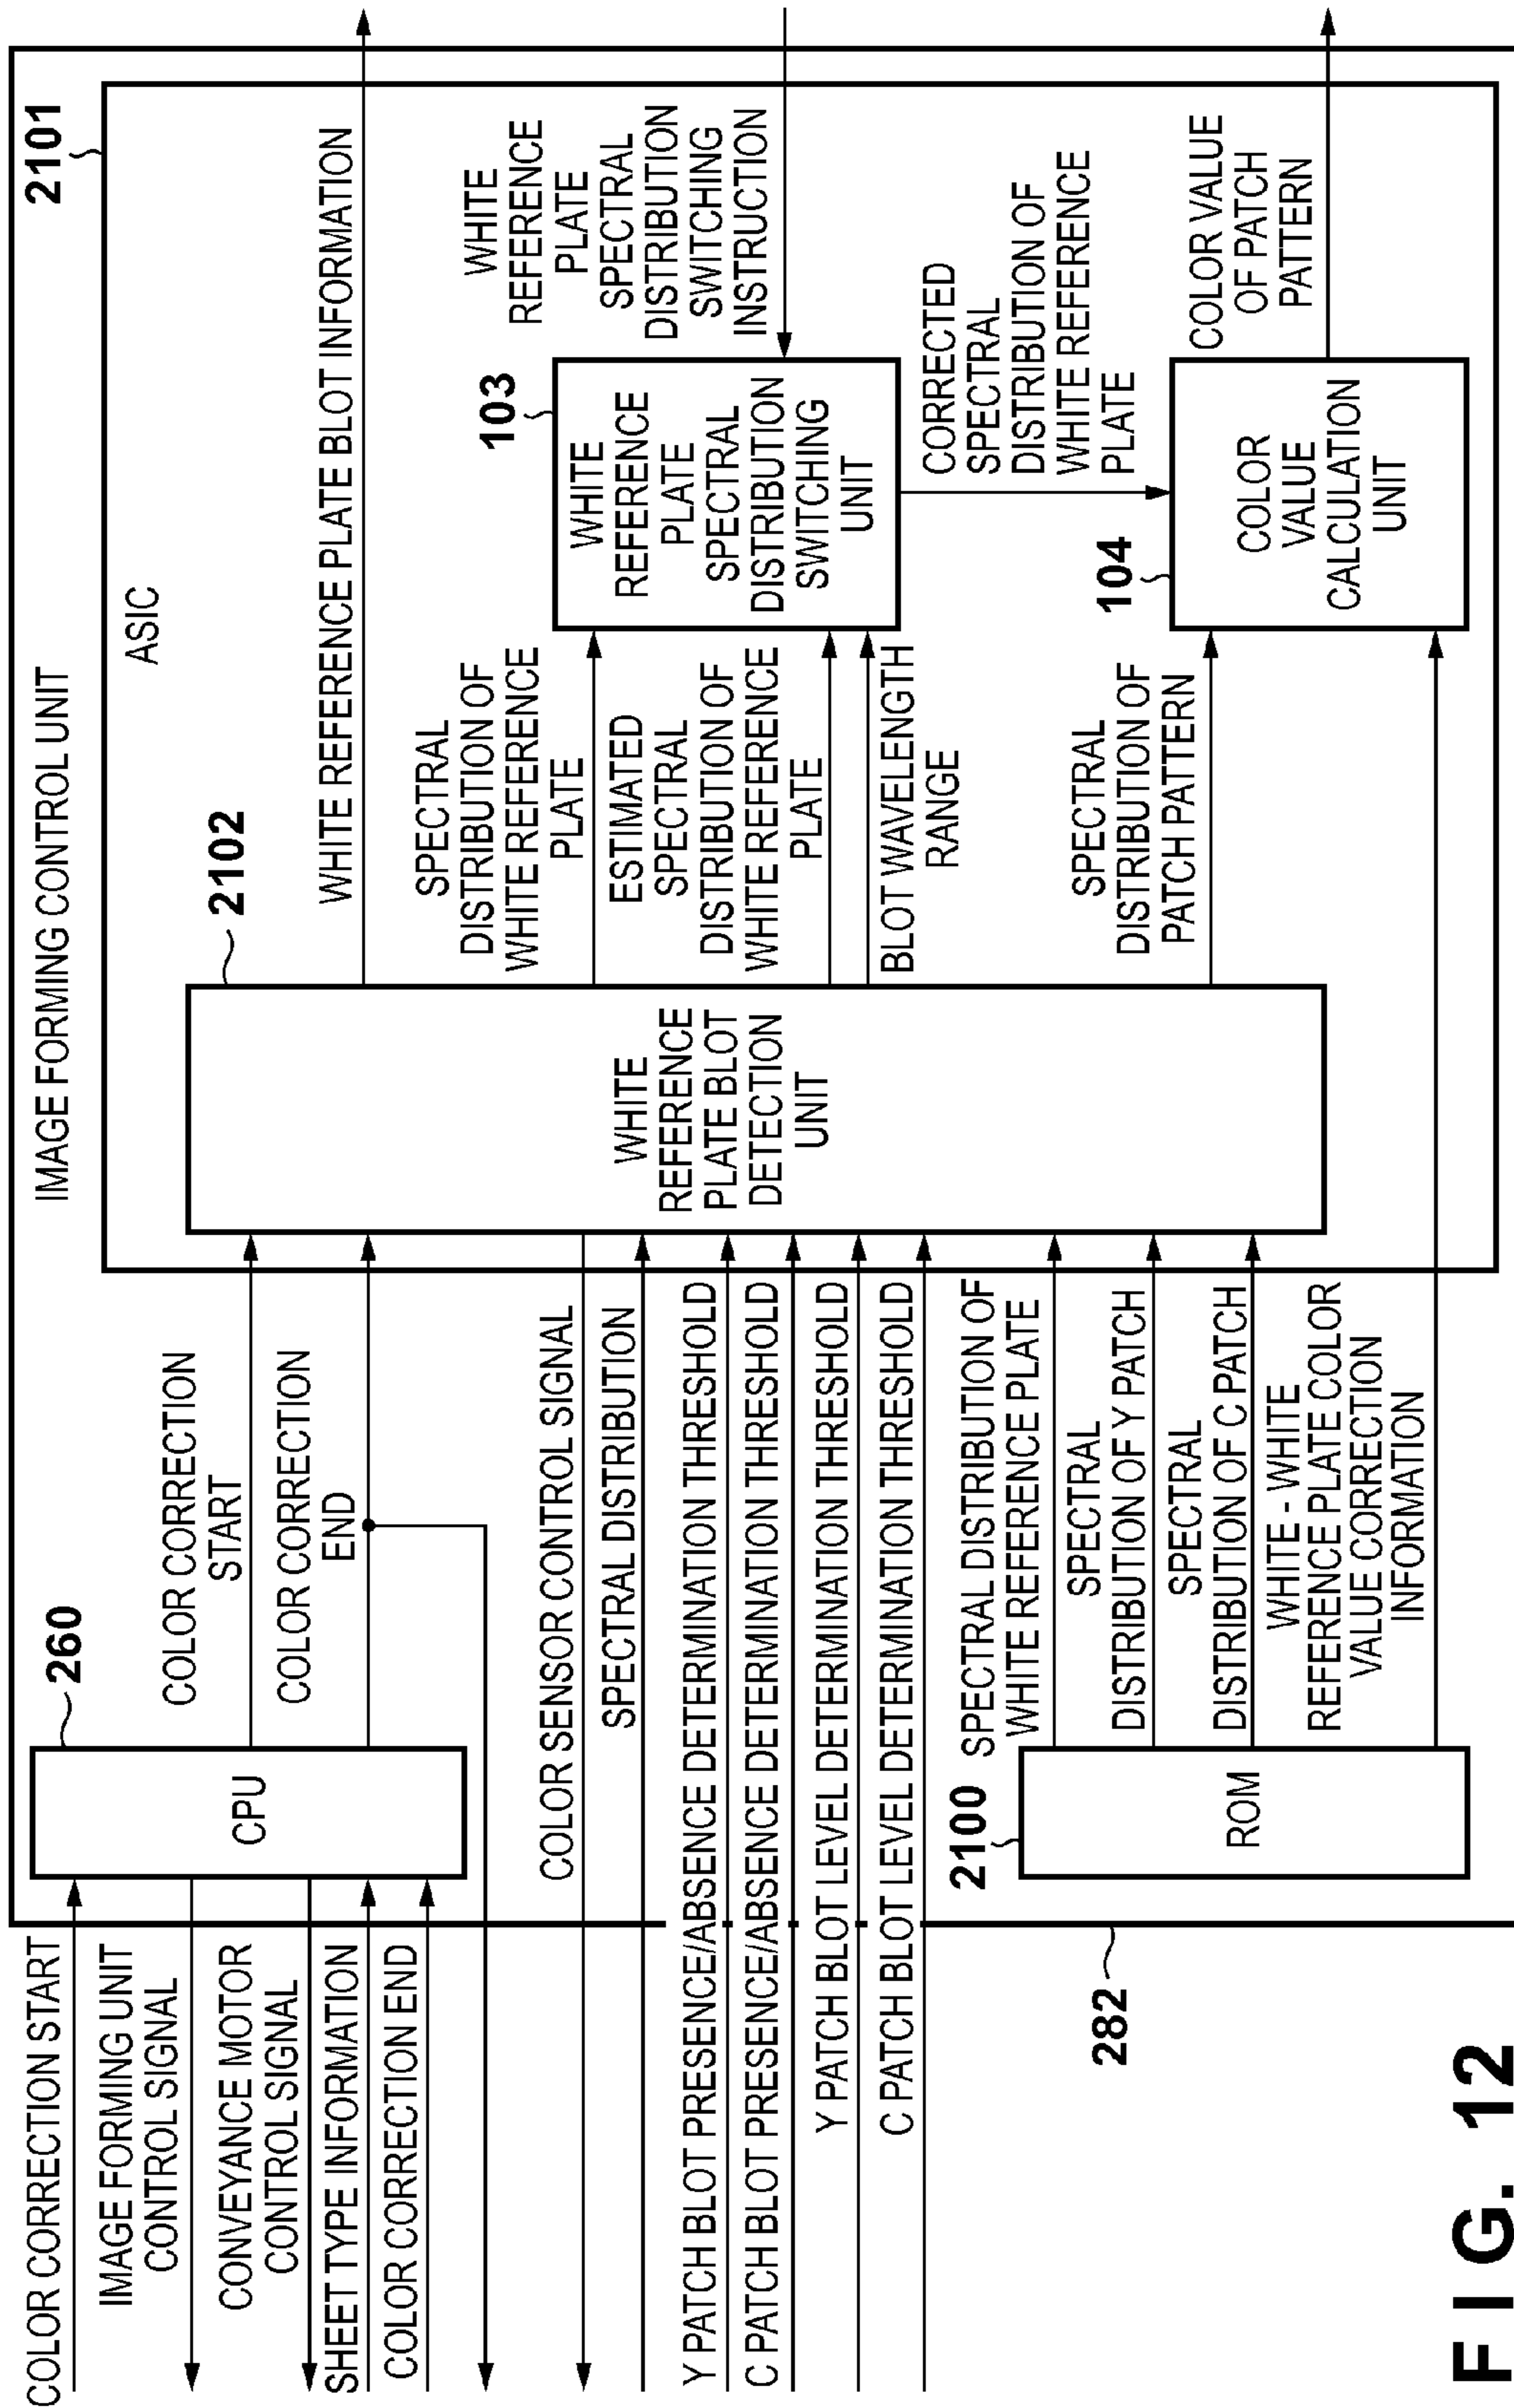 IMAGE FORMING CONTROL UNIT
2101
ASIC
COLOR CORRECTION START
IMAGE FORMING UNIT
CONTROL SIGNAL
CONVEYANCE MOTOR
CONTROL SIGNAL
SHEET TYPE INFORMATION
COLOR CORRECTION END
260
CPU
COLOR CORRECTION
START
COLOR CORRECTION
END
COLOR SENSOR CONTROL SIGNAL
SPECTRAL DISTRIBUTION
Y PATCH BLOT PRESENCE/ABSENCE DETERMINATION THRESHOLD
C PATCH BLOT PRESENCE/ABSENCE DETERMINATION THRESHOLD
Y PATCH BLOT LEVEL DETERMINATION THRESHOLD
C PATCH BLOT LEVEL DETERMINATION THRESHOLD
2100
ROM
SPECTRAL DISTRIBUTION OF
WHITE REFERENCE PLATE
SPECTRAL
DISTRIBUTION OF Y PATCH
SPECTRAL
DISTRIBUTION OF C PATCH
WHITE - WHITE
REFERENCE PLATE COLOR
VALUE CORRECTION
INFORMATION
282
2102
WHITE
REFERENCE
PLATE BLOT
DETECTION
UNIT
WHITE REFERENCE PLATE BLOT INFORMATION
SPECTRAL
DISTRIBUTION OF
WHITE REFERENCE
PLATE
ESTIMATED
SPECTRAL
DISTRIBUTION OF
WHITE REFERENCE
PLATE
BLOT WAVELENGTH
RANGE
SPECTRAL
DISTRIBUTION OF
PATCH PATTERN
103
WHITE
REFERENCE
PLATE
SPECTRAL
DISTRIBUTION
SWITCHING
UNIT
WHITE
REFERENCE
PLATE
SPECTRAL
DISTRIBUTION
SWITCHING
INSTRUCTION
CORRECTED
SPECTRAL
DISTRIBUTION OF
WHITE REFERENCE
PLATE
104
COLOR
VALUE
CALCULATION
UNIT
COLOR VALUE
OF PATCH
PATTERN
FIG. 12